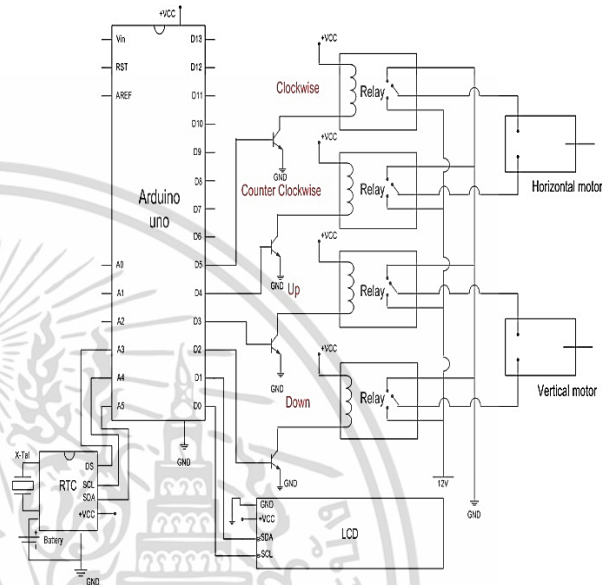 +VCC
Vin
D13
RST
D12
AREF
D11
D10
D9
D8
Arduino
uno
D7
D6
A0
D5
A1
D4
A2
D3
A3
D2
A4
D1
A5
D0
GND
+VCC
Clockwise
Relay
GND
+VCC
Counter Clockwise
Relay
Horizontal motor
GND
+VCC
Up
Relay
GND
+VCC
Down
Relay
Vertical motor
GND
12V
GND
X-Tal
RTC
DS
SCL
SDA
+VCC
Battery
GND
GND
+VCC
SDA
SCL
LCD